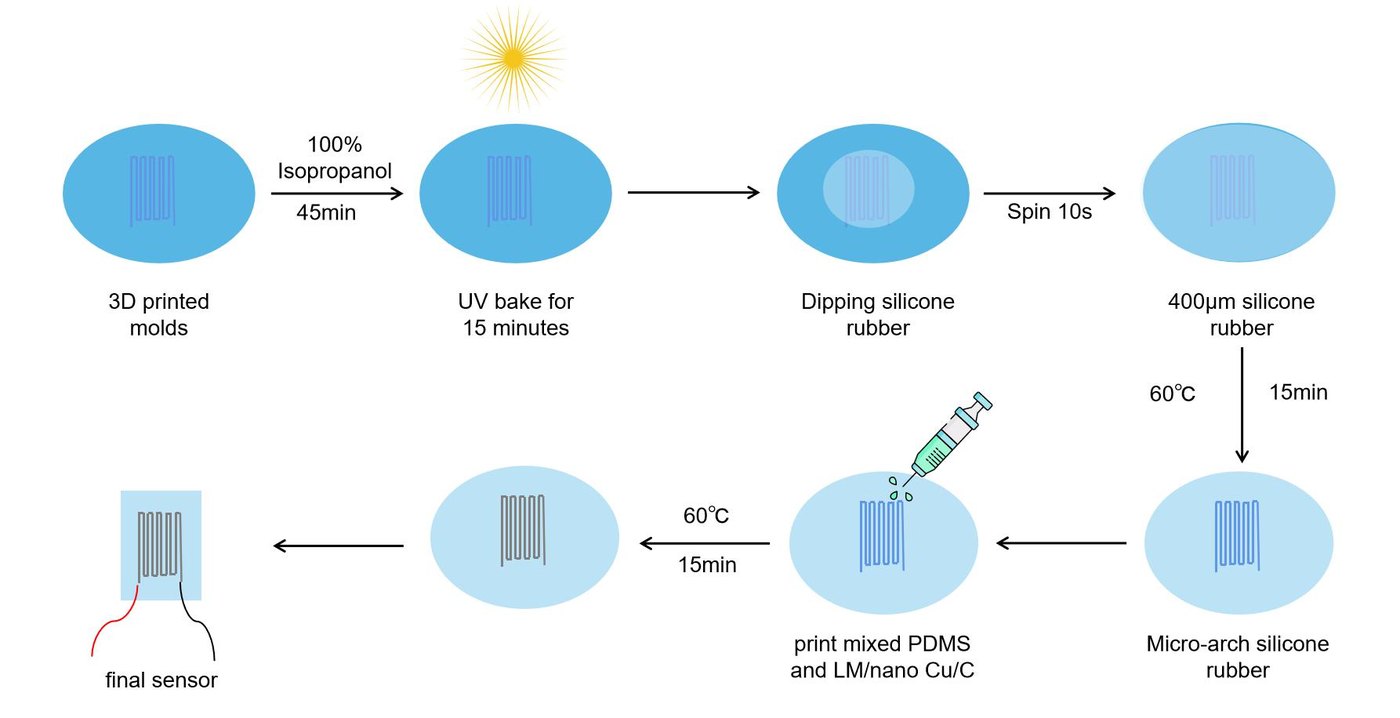 100%
Isopropanol
45min
Spin 10s
3D printed
molds
UV bake for
15 minutes
Dipping silicone
rubber
400μm silicone
rubber
60℃
15min
60℃
15min
print mixed PDMS
and LM/nano Cu/C
Micro-arch silicone
rubber
final sensor